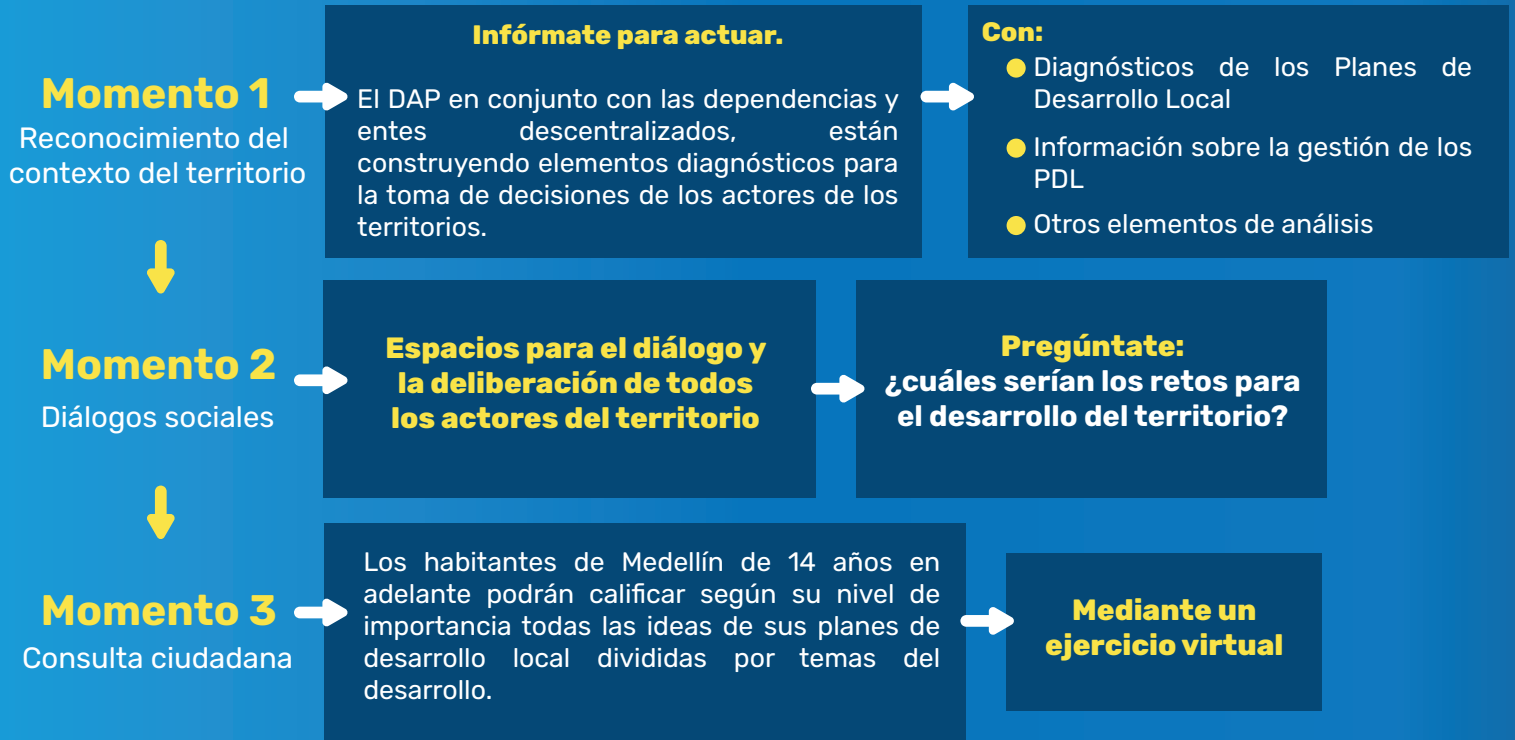 Momento 1
Reconocimiento del
contexto del territorio
Infórmate para actuar.
El DAP en conjunto con las dependencias y
entes descentralizados, están
construyendo elementos diagnósticos para
la toma de decisiones de los actores de los
territorios.
Con:
Diagnósticos de los Planes de
Desarrollo Local
Información sobre la gestión de los
PDL
Otros elementos de análisis
Momento 2
Diálogos sociales
Espacios para el diálogo y
la deliberación de todos
los actores del territorio
Pregúntate:
¿cuáles serían los retos para
el desarrollo del territorio?
Momento 3
Consulta ciudadana
Los habitantes de Medellín de 14 años en
adelante podrán calificar según su nivel de
importancia todas las ideas de sus planes de
desarrollo local divididas por temas del
desarrollo.
Mediante un
ejercicio virtual